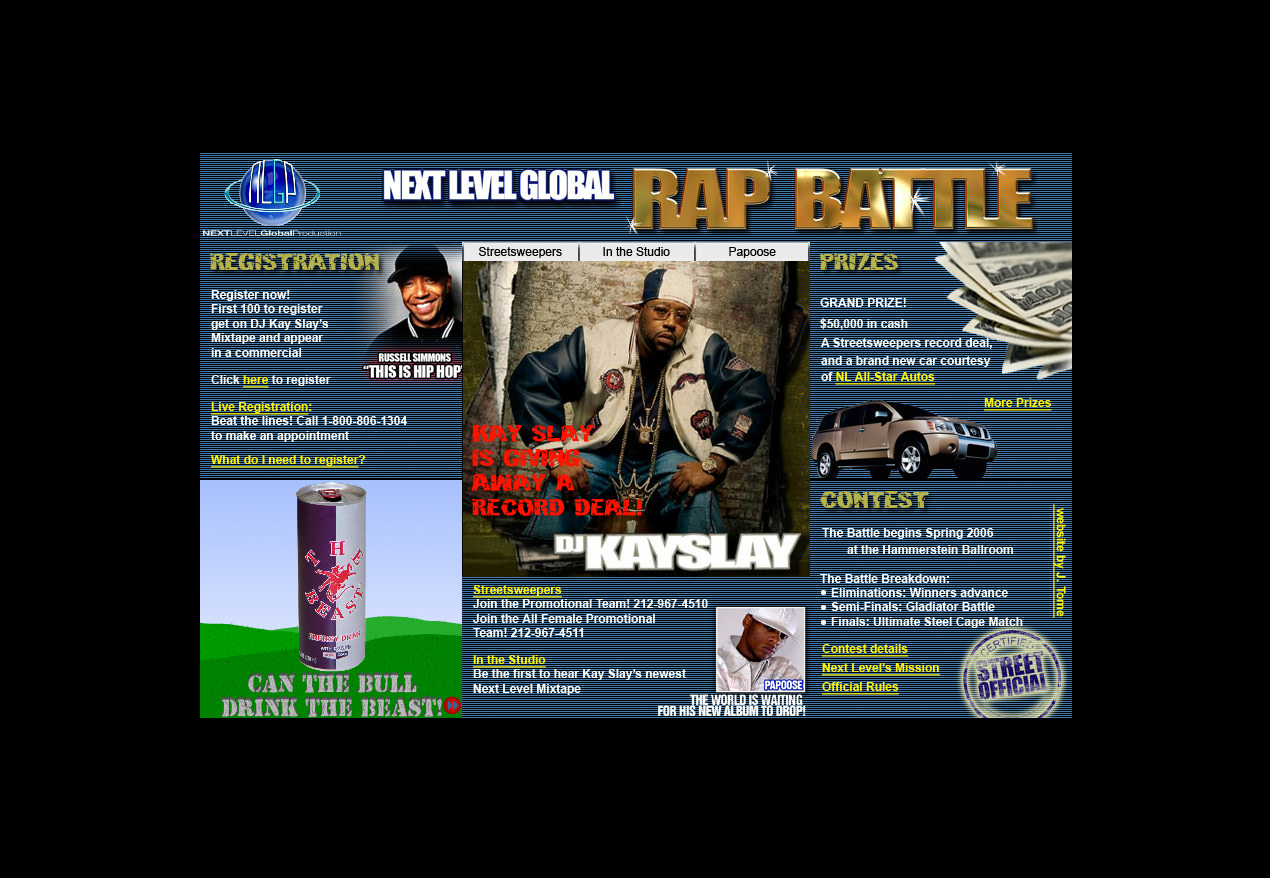 NLGP
NEXTLEVELGlobalProduction
NEXT LEVEL GLOBAL RAP BATTLE
REGISTRATION
Register now!
First 100 to register
get on DJ Kay Slay's
Mixtape and appear
in a commercial
Click here to register
RUSSELL SIMMONS
"THIS IS HIP HOP"
Live Registration:
Beat the lines! Call 1-800-806-1304
to make an appointment
What do I need to register?
THE
BEAST
ENERGY DRINK
CAN THE BULL
DRINK THE BEAST!
Streetsweepers
In the Studio
Papoose
KAY SLAY
IS GIVING
AWAY A
RECORD DEAL!
DJ KAYSLAY
Streetsweepers
Join the Promotional Team! 212-967-4510
Join the All Female Promotional
Team! 212-967-4511
In the Studio
Be the first to hear Kay Slay's newest
Next Level Mixtape
PAPOOSE
THE WORLD IS WAITING
FOR HIS NEW ALBUM TO DROP!
PRIZES
GRAND PRIZE!
$50,000 in cash
A Streetsweepers record deal,
and a brand new car courtesy
of NL All-Star Autos
More Prizes
CONTEST
The Battle begins Spring 2006
at the Hammerstein Ballroom
The Battle Breakdown:
• Eliminations: Winners advance
• Semi-Finals: Gladiator Battle
• Finals: Ultimate Steel Cage Match
Contest details
Next Level's Mission
Official Rules
website by J. Tome
CERTIFIED
STREET
OFFICIAL